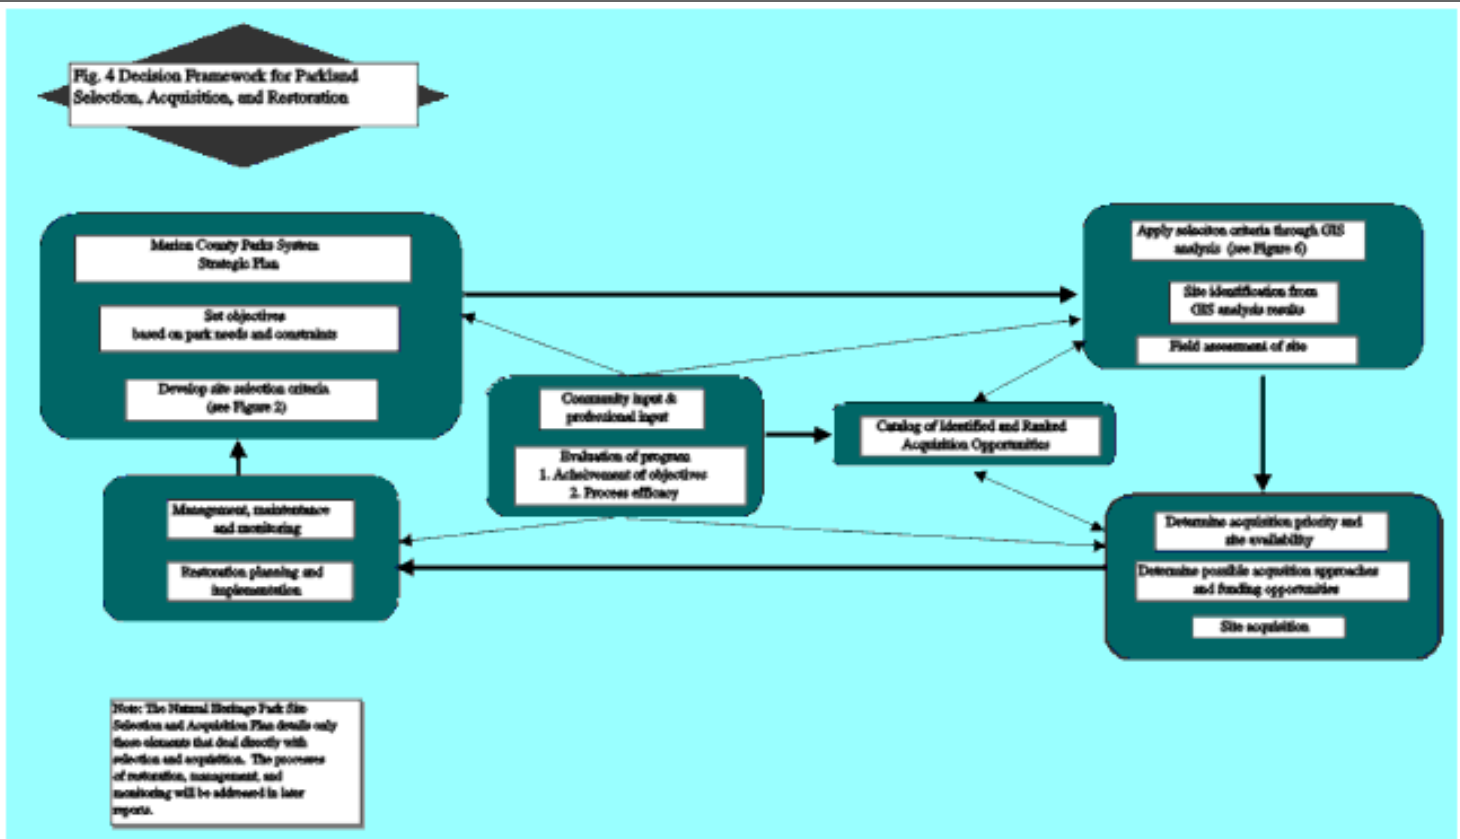 Fig. 4 Decision Framework for Parkland
Selection, Acquisition, and Restoration
Marion County Parks System
Strategic Plan
Set objectives
based on park needs and constraints
Develop site selection criteria
(see Figure 2)
Apply seleciton criteria through GIS
analysis (see Figure 6)
Site identification from
GIS analysis results
Field assessment of site
Community input &
professional input
Evaluation of program
1. Acheivement of objectives
2. Process efficacy
Catalog of Identified and Ranked
Acquisition Opportunities
Management, maintentance
and monitoring
Restoration planning and
implementation
Determine acquisition priority and
site availability
Determine possible acquisition approaches
and funding opportunities
Site acquisition
Note: The Natural Heritage Park Site
Selection and Acquisition Plan details only
those elements that deal directly with
selection and acquisition. The processes
of restoration, management, and
monitoring will be addressed in later
reports.